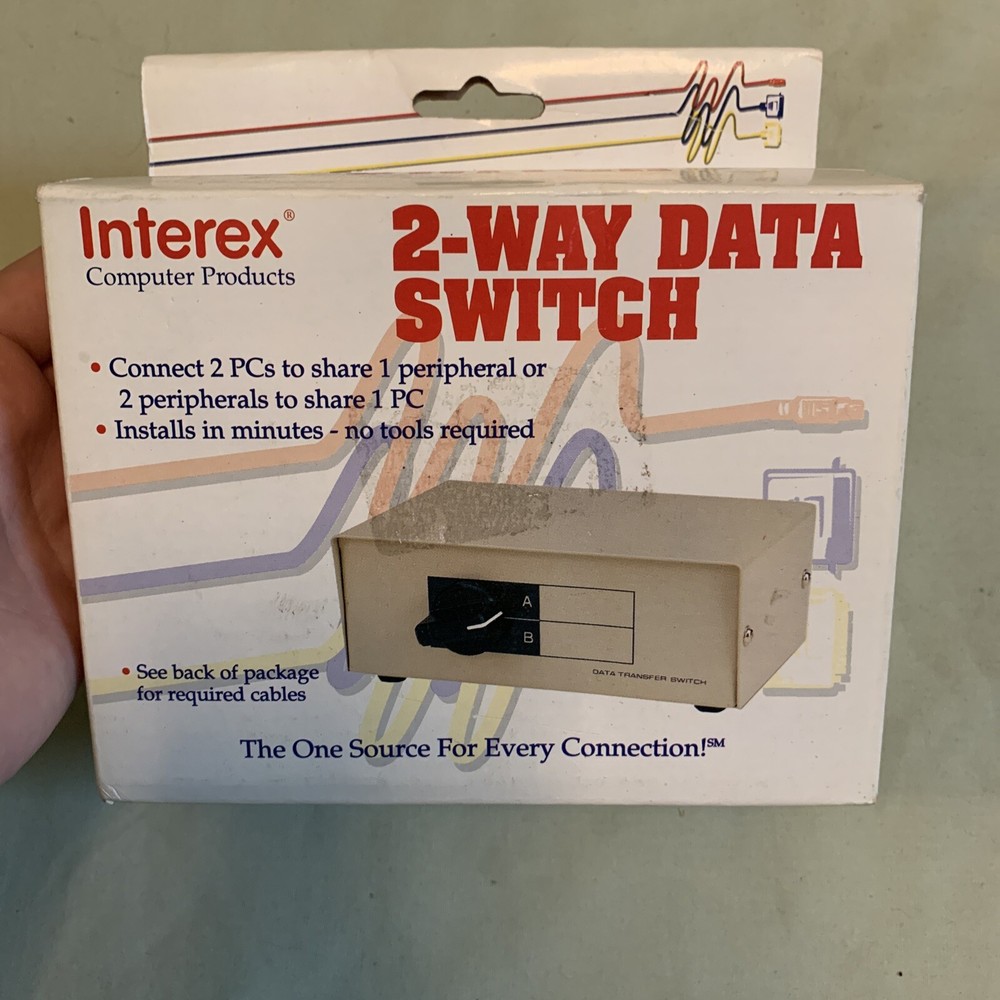 Interex®
Computer Products
2-WAY DATA
SWITCH
• Connect 2 PCs to share 1 peripheral or
2 peripherals to share 1 PC
• Installs in minutes - no tools required
A
B
DATA TRANSFER SWITCH
• See back of package
for required cables
The One Source For Every Connection!℠